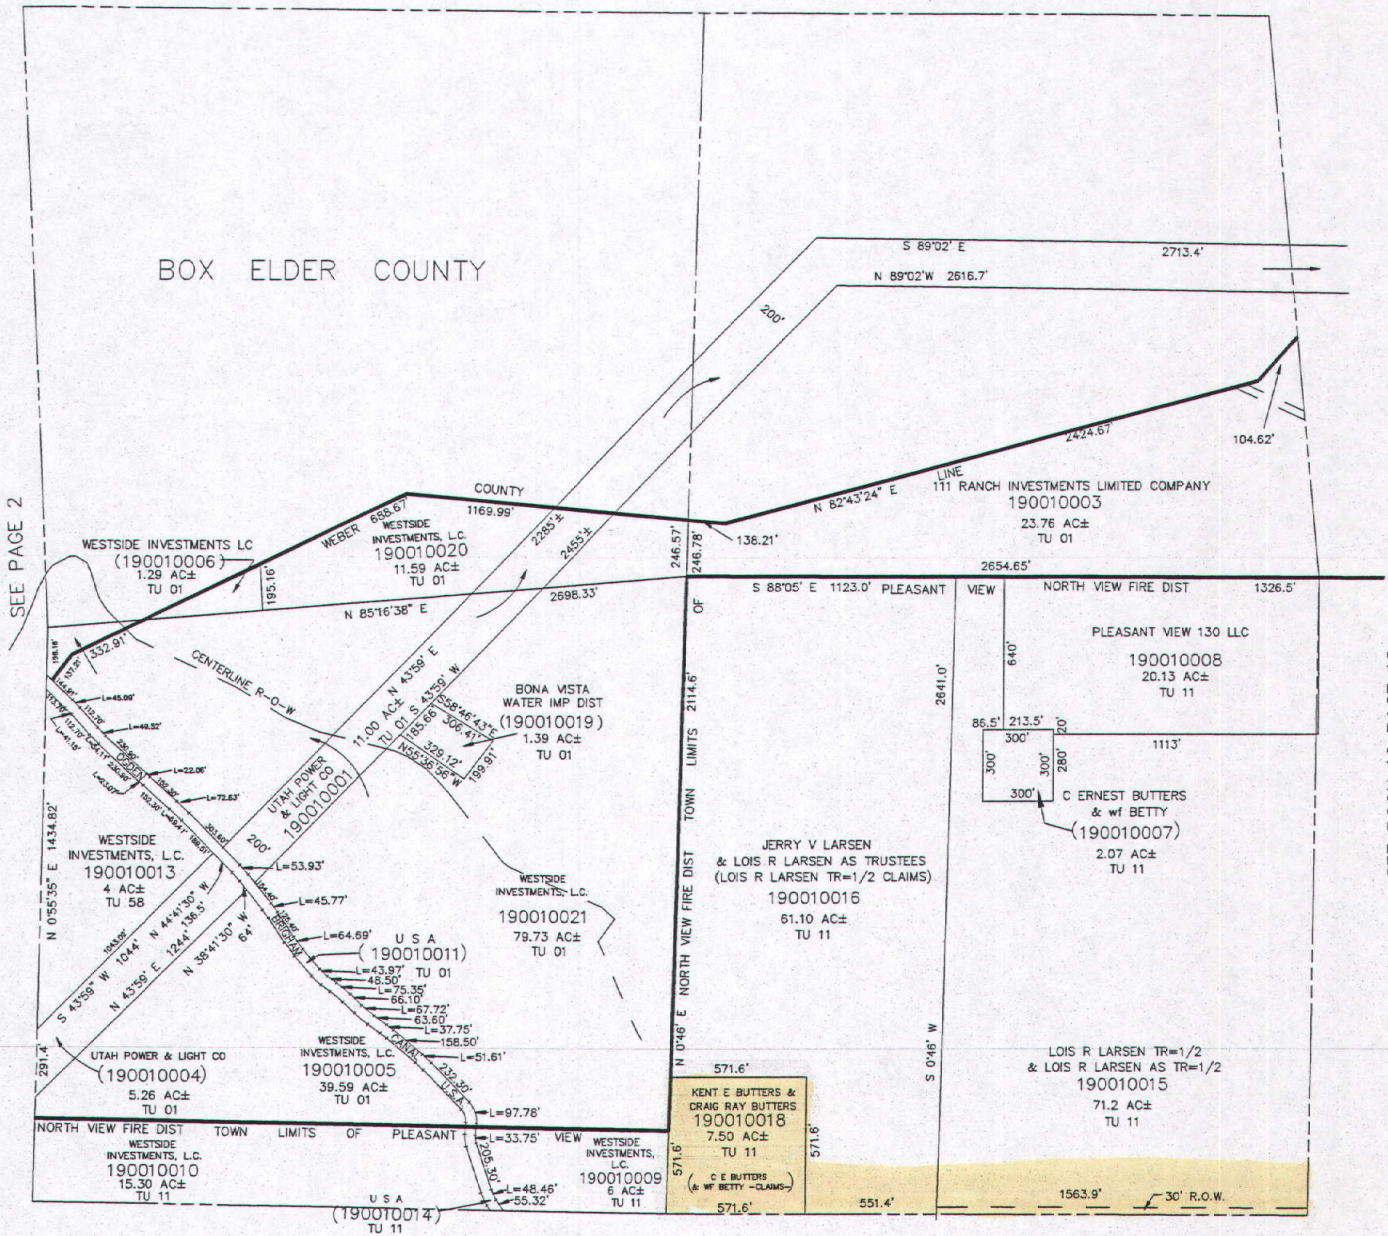 BOX ELDER COUNTY
S 89°02' E
2713.4'
N 89°02'W 2616.7'
200'
SEE PAGE 2
104.62'
2424.67'
N 82°43'24" E
LINE
111 RANCH INVESTMENTS LIMITED COMPANY
190010003
23.76 AC±
TU 01
COUNTY
1169.99'
WEBER
688.67'
WESTSIDE
INVESTMENTS, L.C.
190010020
11.59 AC±
TU 01
2285'±
2455'±
138.21'
246.57'
246.78'
WESTSIDE INVESTMENTS LC
(190010006)
1.29 AC±
TU 01
195.16'
N 85°16'38" E
2698.33'
2654.65'
S 88°05' E 1123.0' PLEASANT VIEW
NORTH VIEW FIRE DIST
1326.5'
PLEASANT VIEW 130 LLC
190010008
20.13 AC±
TU 11
640'
2641.0'
86.5' 213.5'
20'
300'
300'
300'
280'
300'
1113'
C ERNEST BUTTERS
& wf BETTY
(190010007)
2.07 AC±
TU 11
332.91'
CENTERLINE R-O-W
L=45.09'
112.70'
L=49.52'
OGDEN
L=22.06'
L=72.63'
L=23.07'
N 43°59' E
11.00 AC±
TU 01
S 43°59' W
UTAH POWER
& LIGHT CO
190010001
200'
185.66'
S58°46'43"E
306.41'
329.12'
N55°36'56"W
199.91'
BONA VISTA
WATER IMP DIST
(190010019)
1.39 AC±
TU 01
N 0°55'35" E 1434.82'
WESTSIDE
INVESTMENTS, L.C.
190010013
4 AC±
TU 58
L=53.93'
L=45.77'
BRIGHAM
L=64.69'
N 44°41'30" W
136.5'
N 38°41'30" W
64'
1043.05'
S 43°59" W 1044'
N 43°59' E 1244'
U S A
(190010011)
TU 01
L=43.97'
48.50'
L=75.35'
66.10'
L=67.72'
63.60'
L=37.75'
158.50'
L=51.61'
CANAL
232.30'
U.S.A.
L=97.78'
WESTSIDE
INVESTMENTS, L.C.
190010021
79.73 AC±
TU 01
N 0°46' E NORTH VIEW FIRE DIST TOWN LIMITS 2114.6' OF
JERRY V LARSEN
& LOIS R LARSEN AS TRUSTEES
(LOIS R LARSEN TR=1/2 CLAIMS)
190010016
61.10 AC±
TU 11
S 0°46' W
LOIS R LARSEN TR=1/2
& LOIS R LARSEN AS TR=1/2
190010015
71.2 AC±
TU 11
291.4'
UTAH POWER & LIGHT CO
(190010004)
5.26 AC±
TU 01
WESTSIDE
INVESTMENTS, L.C.
190010005
39.59 AC±
TU 01
571.6'
KENT E BUTTERS &
CRAIG RAY BUTTERS
190010018
7.50 AC±
TU 11
(C E BUTTERS
& WF BETTY -CLAIMS-)
571.6'
571.6'
571.6'
NORTH VIEW FIRE DIST TOWN LIMITS OF PLEASANT VIEW
L=33.75'
205.30'
L=48.46'
55.32'
WESTSIDE
INVESTMENTS, L.C.
190010010
15.30 AC±
TU 11
WESTSIDE
INVESTMENTS,
L.C.
190010009
6 AC±
TU 11
U S A
(190010014)
TU 11
551.4'
1563.9'
30' R.O.W.